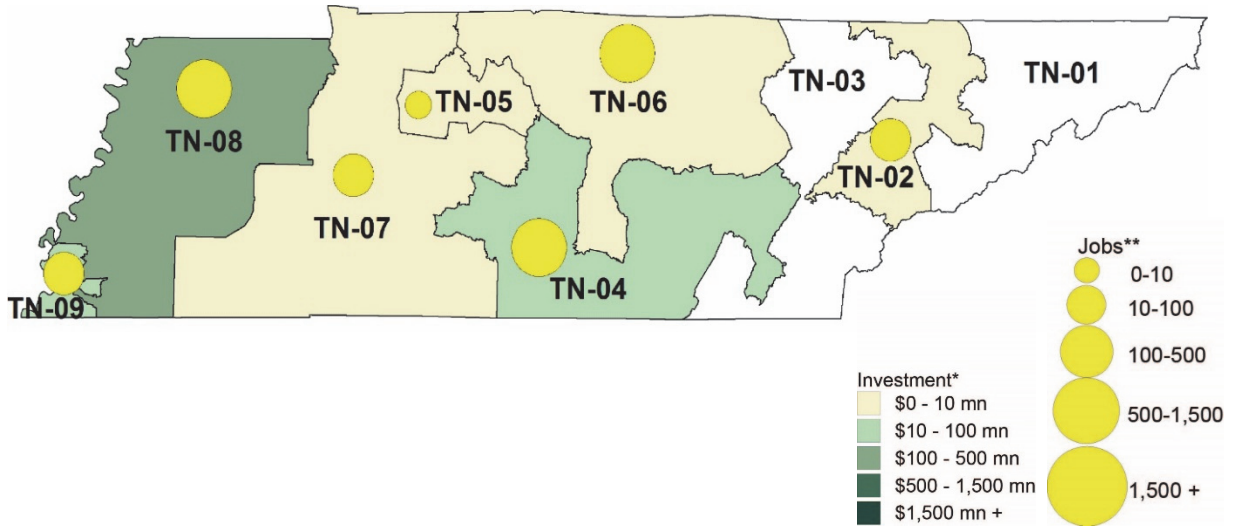 TN-01
TN-03
TN-05
TN-06
TN-08
TN-02
TN-07
TN-04
TN-09
Jobs**
0-10
10-100
100-500
500-1,500
1,500 +
Investment*
$0 - 10 mn
$10 - 100 mn
$100 - 500 mn
$500 - 1,500 mn
$1,500 mn +